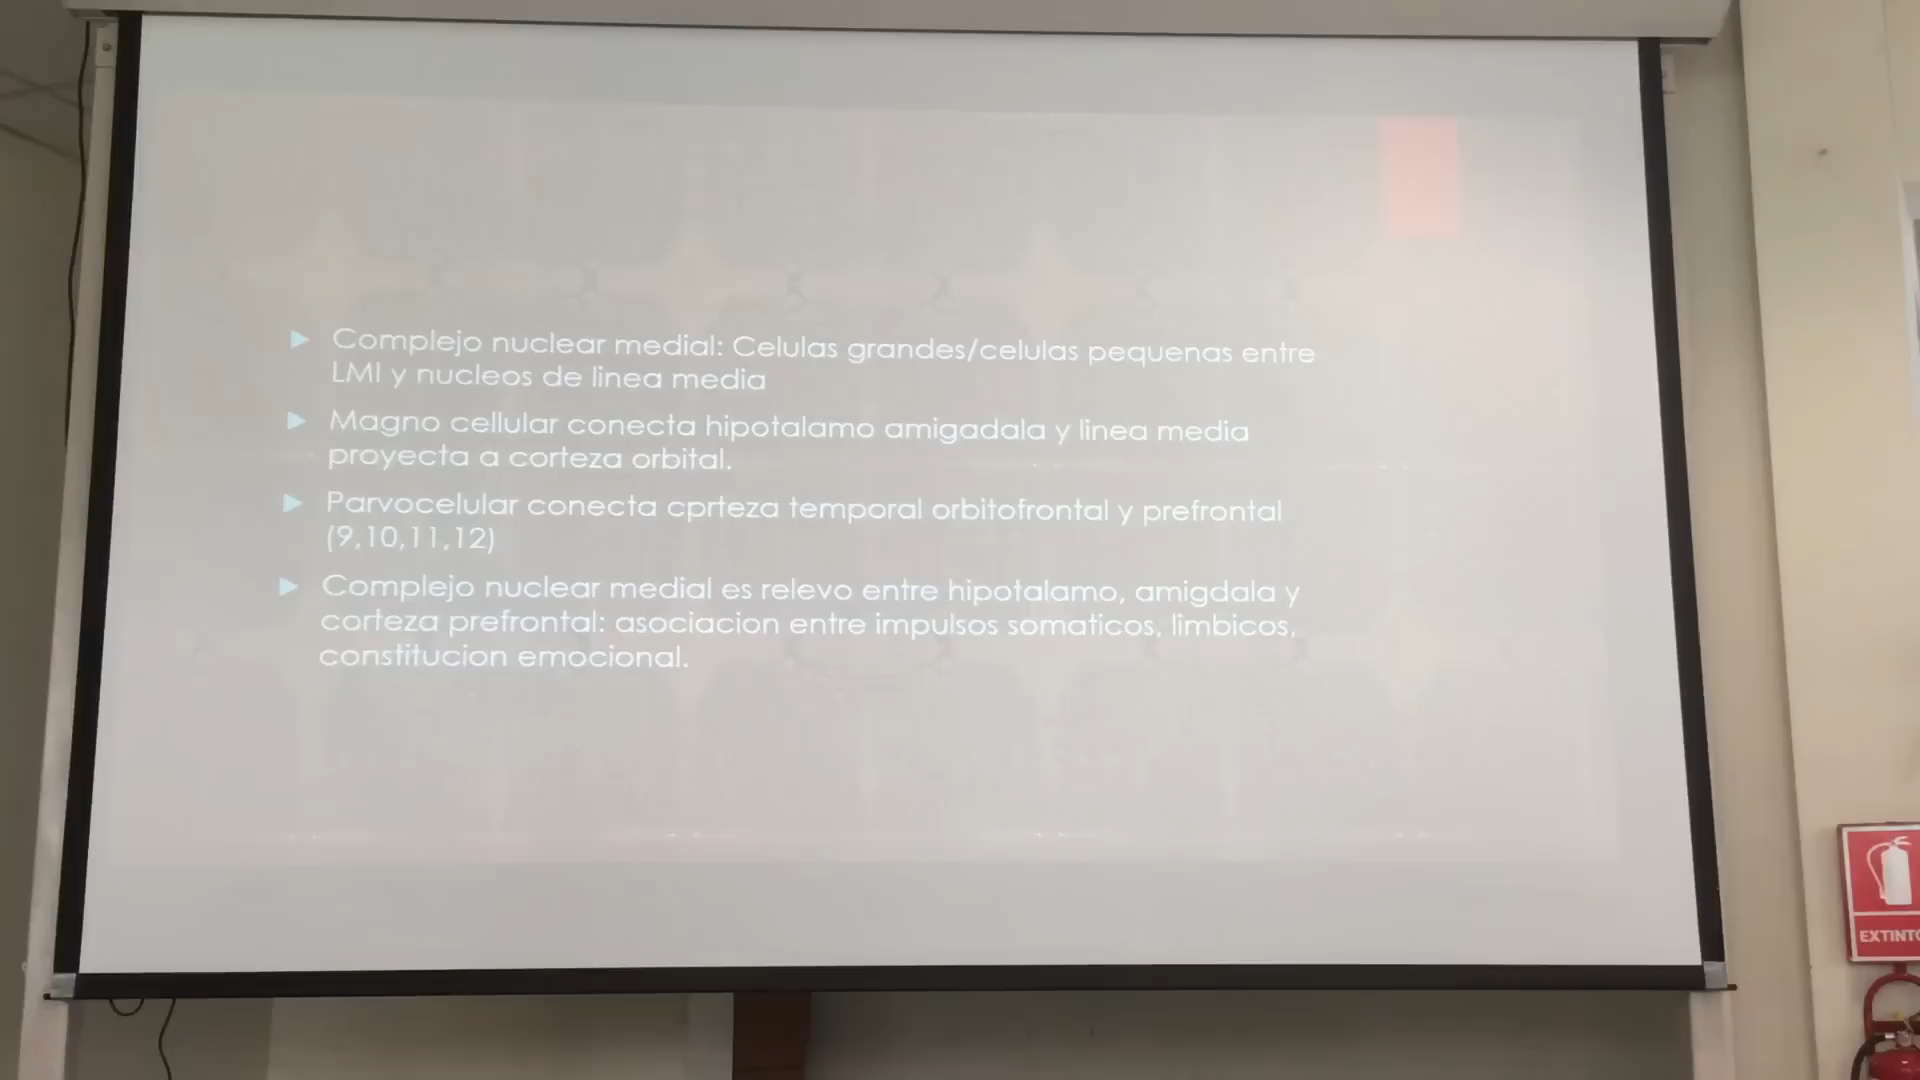 Complejo nuclear medial: Celulas grandes/celulas pequenas entre
LMI y nucleos de linea media
Magno cellular conecta hipotalamo amigadala y linea media
proyecta a corteza orbital.
Parvocelular conecta cprteza temporal orbitofrontal y prefrontal
(9,10,11,12)
Complejo nuclear medial es relevo entre hipotalamo, amigdala y
corteza prefrontal: asociacion entre impulsos somaticos, limbicos,
constitucion emocional.
EXTINTO